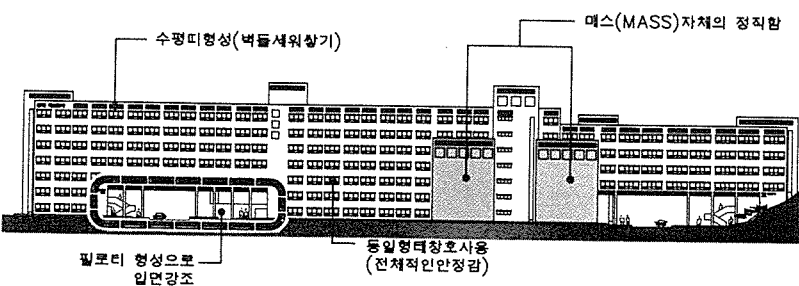 수평띠형성(벽돌세워쌓기)
매스(MASS)자체의 정직함
필로티 형성으로
입면강조
동일형태창호사용
(전체적인안정감)